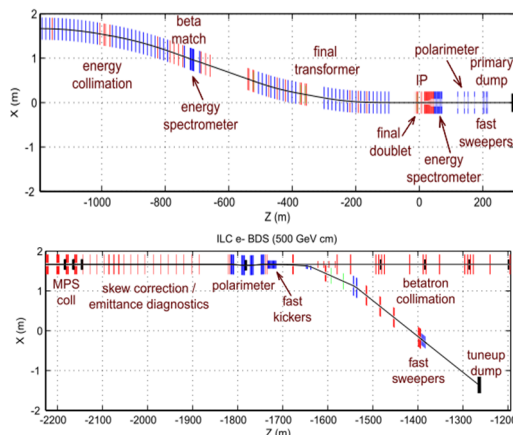 beta
match
final
transformer
polarimeter
primary
dump
IP
energy
collimation
energy
spectrometer
final
doublet
energy
spectrometer
fast
sweepers
X (m)
2
1
0
-1
-2
-1000
-800
-600
-400
-200
0
200
Z (m)
ILC e- BDS (500 GeV cm)
MPS
coll
skew correction /
emittance diagnostics
polarimeter
fast
kickers
betatron
collimation
fast
sweepers
tuneup
dump
X (m)
2
1
0
-1
-2
-2200
-2100
-2000
-1900
-1800
-1700
-1600
-1500
-1400
-1300
-1200
Z (m)